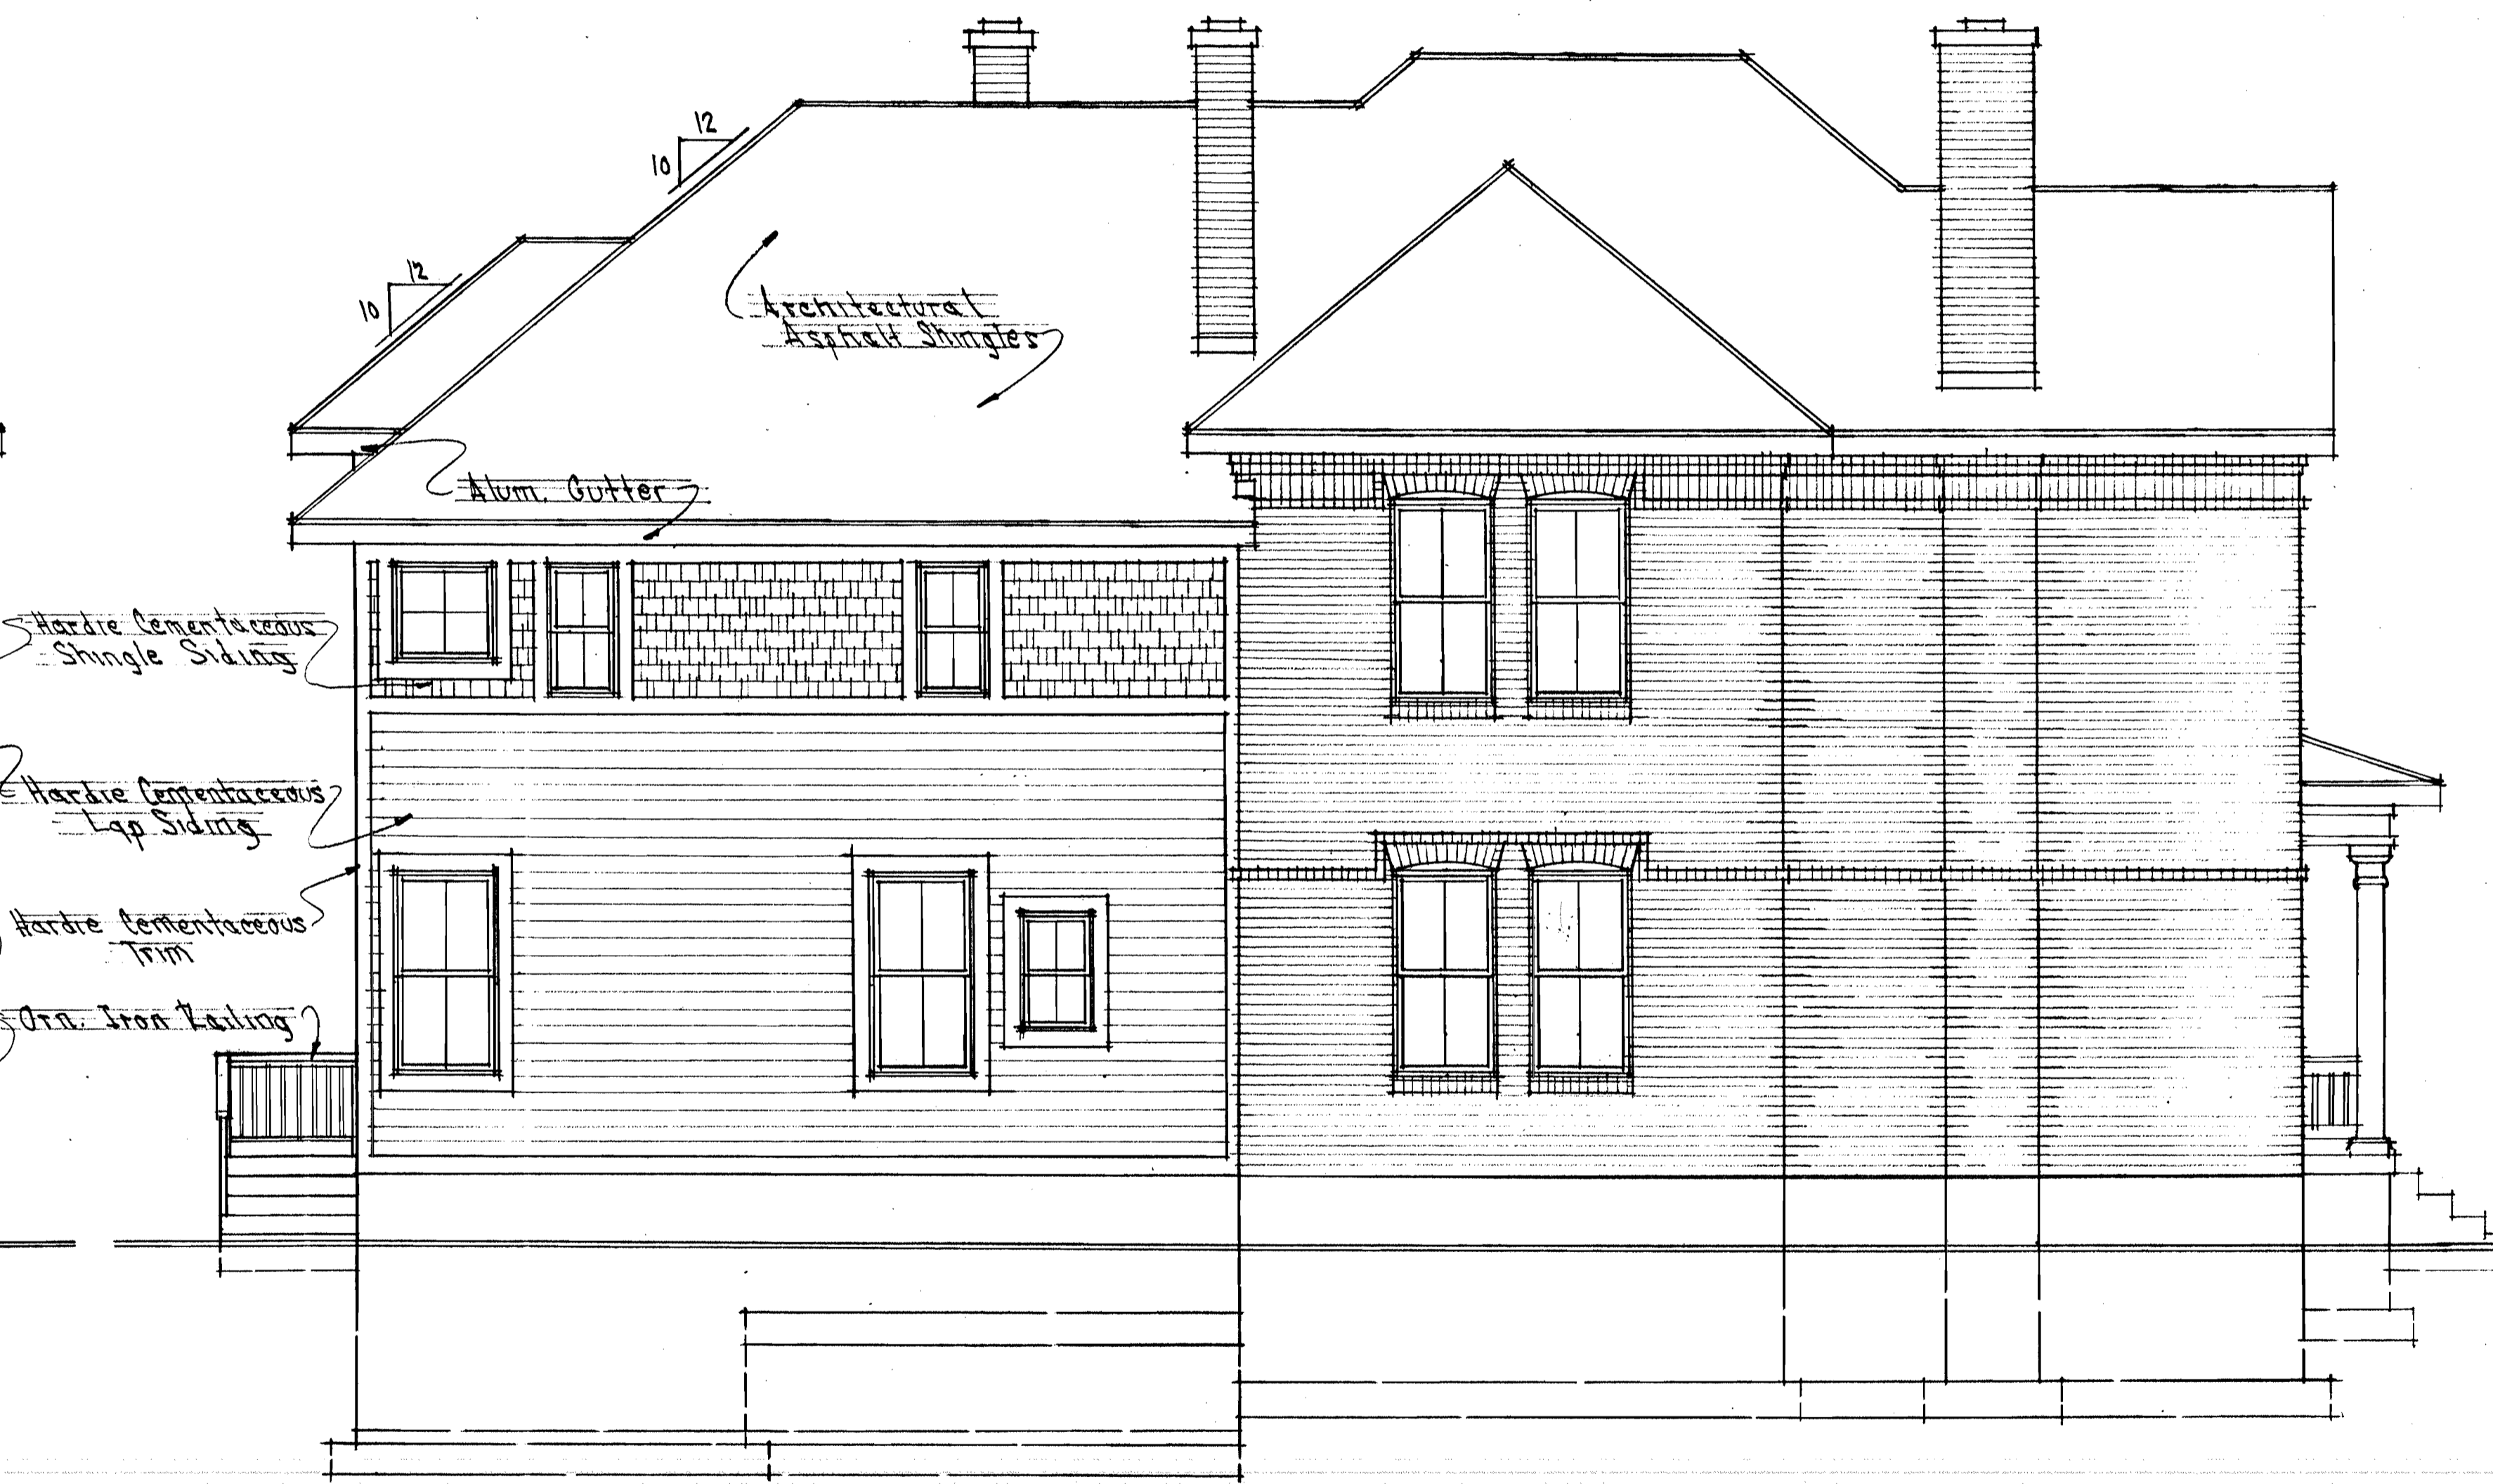 12
10
12
10
Architectural
Asphalt Shingles
Alum. Gutter
Hardie Cementaceous
Shingle Siding
Hardie Cementaceous
Lap Siding
Hardie Cementaceous
Trim
Orn. Iron Railing